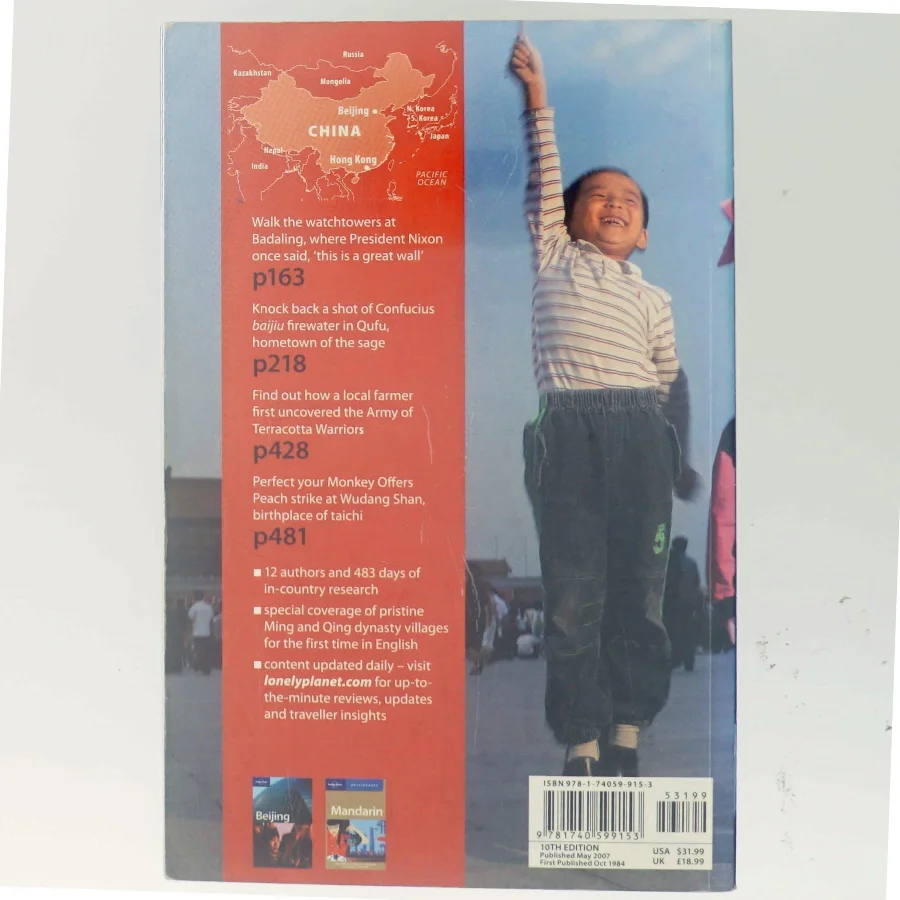 Russia
Kazakhstan
Mongolia
Beijing
N. Korea
S. Korea
CHINA
Japan
Nepal
India
Hong Kong
PACIFIC
OCEAN
Walk the watchtowers at
Badaling, where President Nixon
once said, 'this is a great wall'
p163
Knock back a shot of Confucius
baijiu firewater in Qufu,
hometown of the sage
p218
Find out how a local farmer
first uncovered the Army of
Terracotta Warriors
p428
Perfect your Monkey Offers
Peach strike at Wudang Shan,
birthplace of taichi
p481
12 authors and 483 days of
in-country research
special coverage of pristine
Ming and Qing dynasty villages
for the first time in English
content updated daily – visit
lonelyplanet.com for up-to-
the-minute reviews, updates
and traveller insights
Beijing
Mandarin
ISBN 978-1-74059-915-3
53199
9 781740 599153
10TH EDITION
Published May 2007
First Published Oct 1984
USA $31.99
UK £18.99